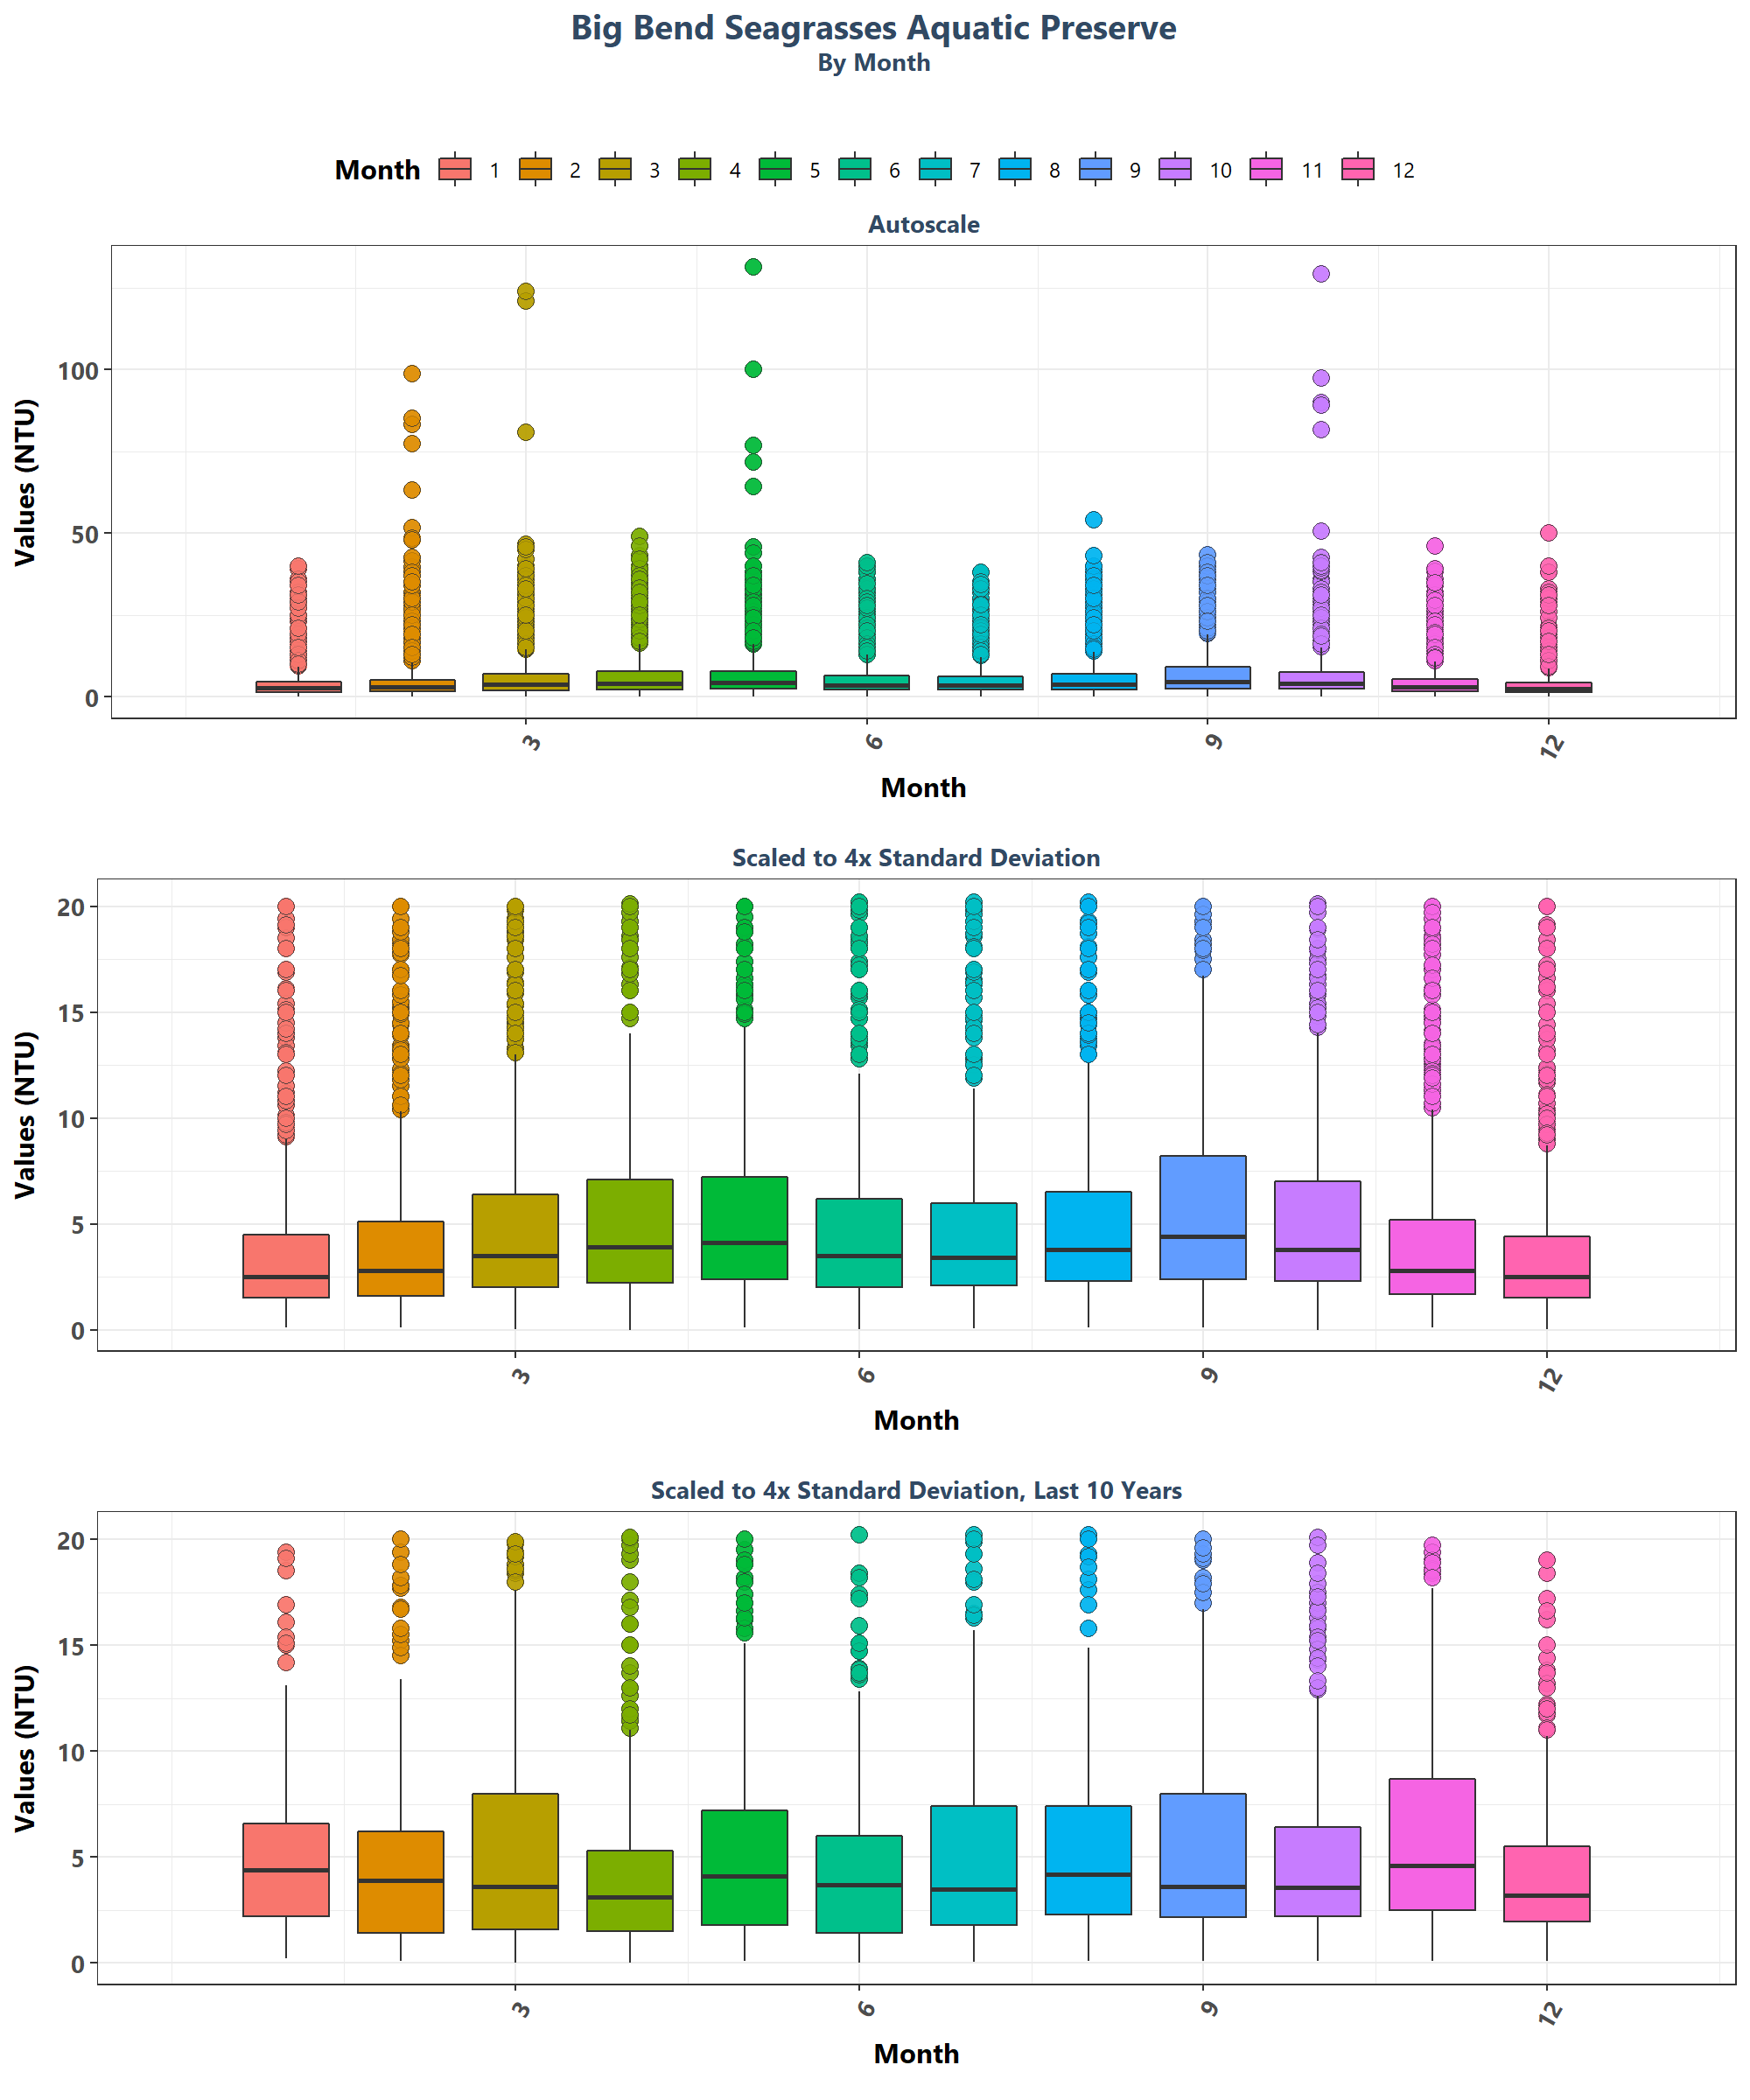 Big Bend Seagrasses Aquatic Preserve
By Month
Month 1 2 3 4 5 6 7 8 9 10 11 12
Autoscale
Values (NTU)
100
50
0
3 6 9 12
Month
Scaled to 4x Standard Deviation
Values (NTU)
20
15
10
5
0
3 6 9 12
Month
Scaled to 4x Standard Deviation, Last 10 Years
Values (NTU)
20
15
10
5
0
3 6 9 12
Month